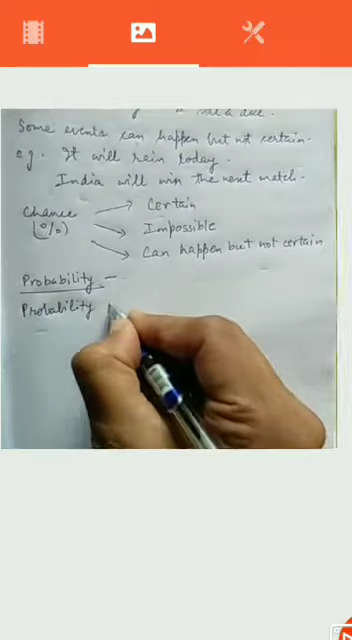 Some events can happen but not certain.
e.g. It will rain today.
India will win the next match.
Chance
(%)
Certain
Impossible
Can happen but not certain
Probability -
Probability